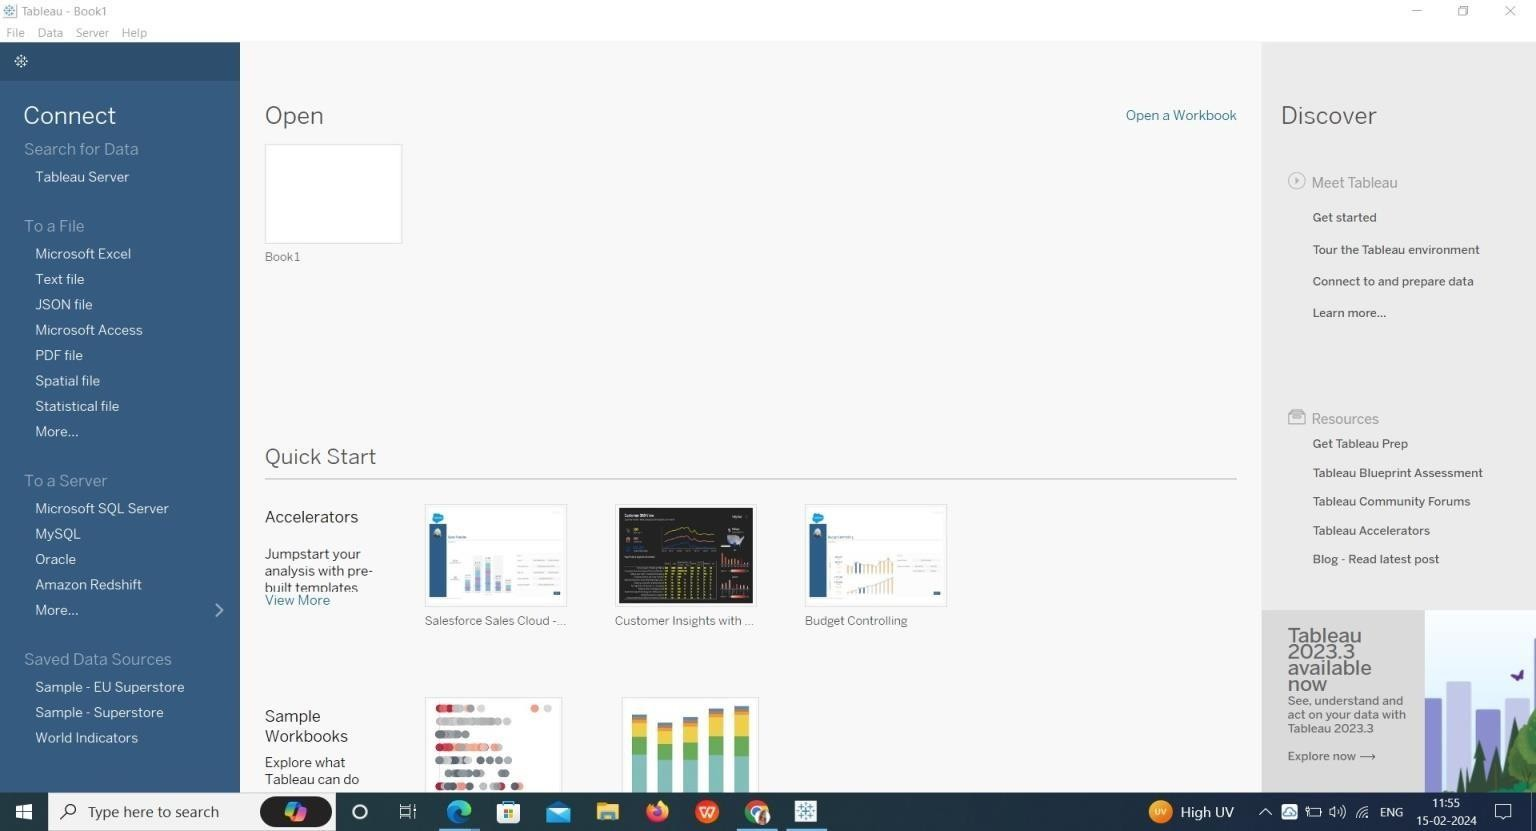 Tableau - Book1
File Data Server Help
Connect
Search for Data
Tableau Server
To a File
Microsoft Excel
Text file
JSON file
Microsoft Access
PDF file
Spatial file
Statistical file
More...
To a Server
Microsoft SQL Server
MySQL
Oracle
Amazon Redshift
More...
Saved Data Sources
Sample - EU Superstore
Sample - Superstore
World Indicators
Open
Open a Workbook
Book1
Quick Start
Accelerators
Jumpstart your
analysis with pre-
built templates
View More
Salesforce Sales Cloud -...
Customer Insights with ...
Budget Controlling
Sample
Workbooks
Explore what
Tableau can do
Discover
Meet Tableau
Get started
Tour the Tableau environment
Connect to and prepare data
Learn more...
Resources
Get Tableau Prep
Tableau Blueprint Assessment
Tableau Community Forums
Tableau Accelerators
Blog - Read latest post
Tableau
2023.3
available
now
See, understand and
act on your data with
Tableau 2023.3
Explore now →
Type here to search
UV
High UV
ENG
11:55
15-02-2024